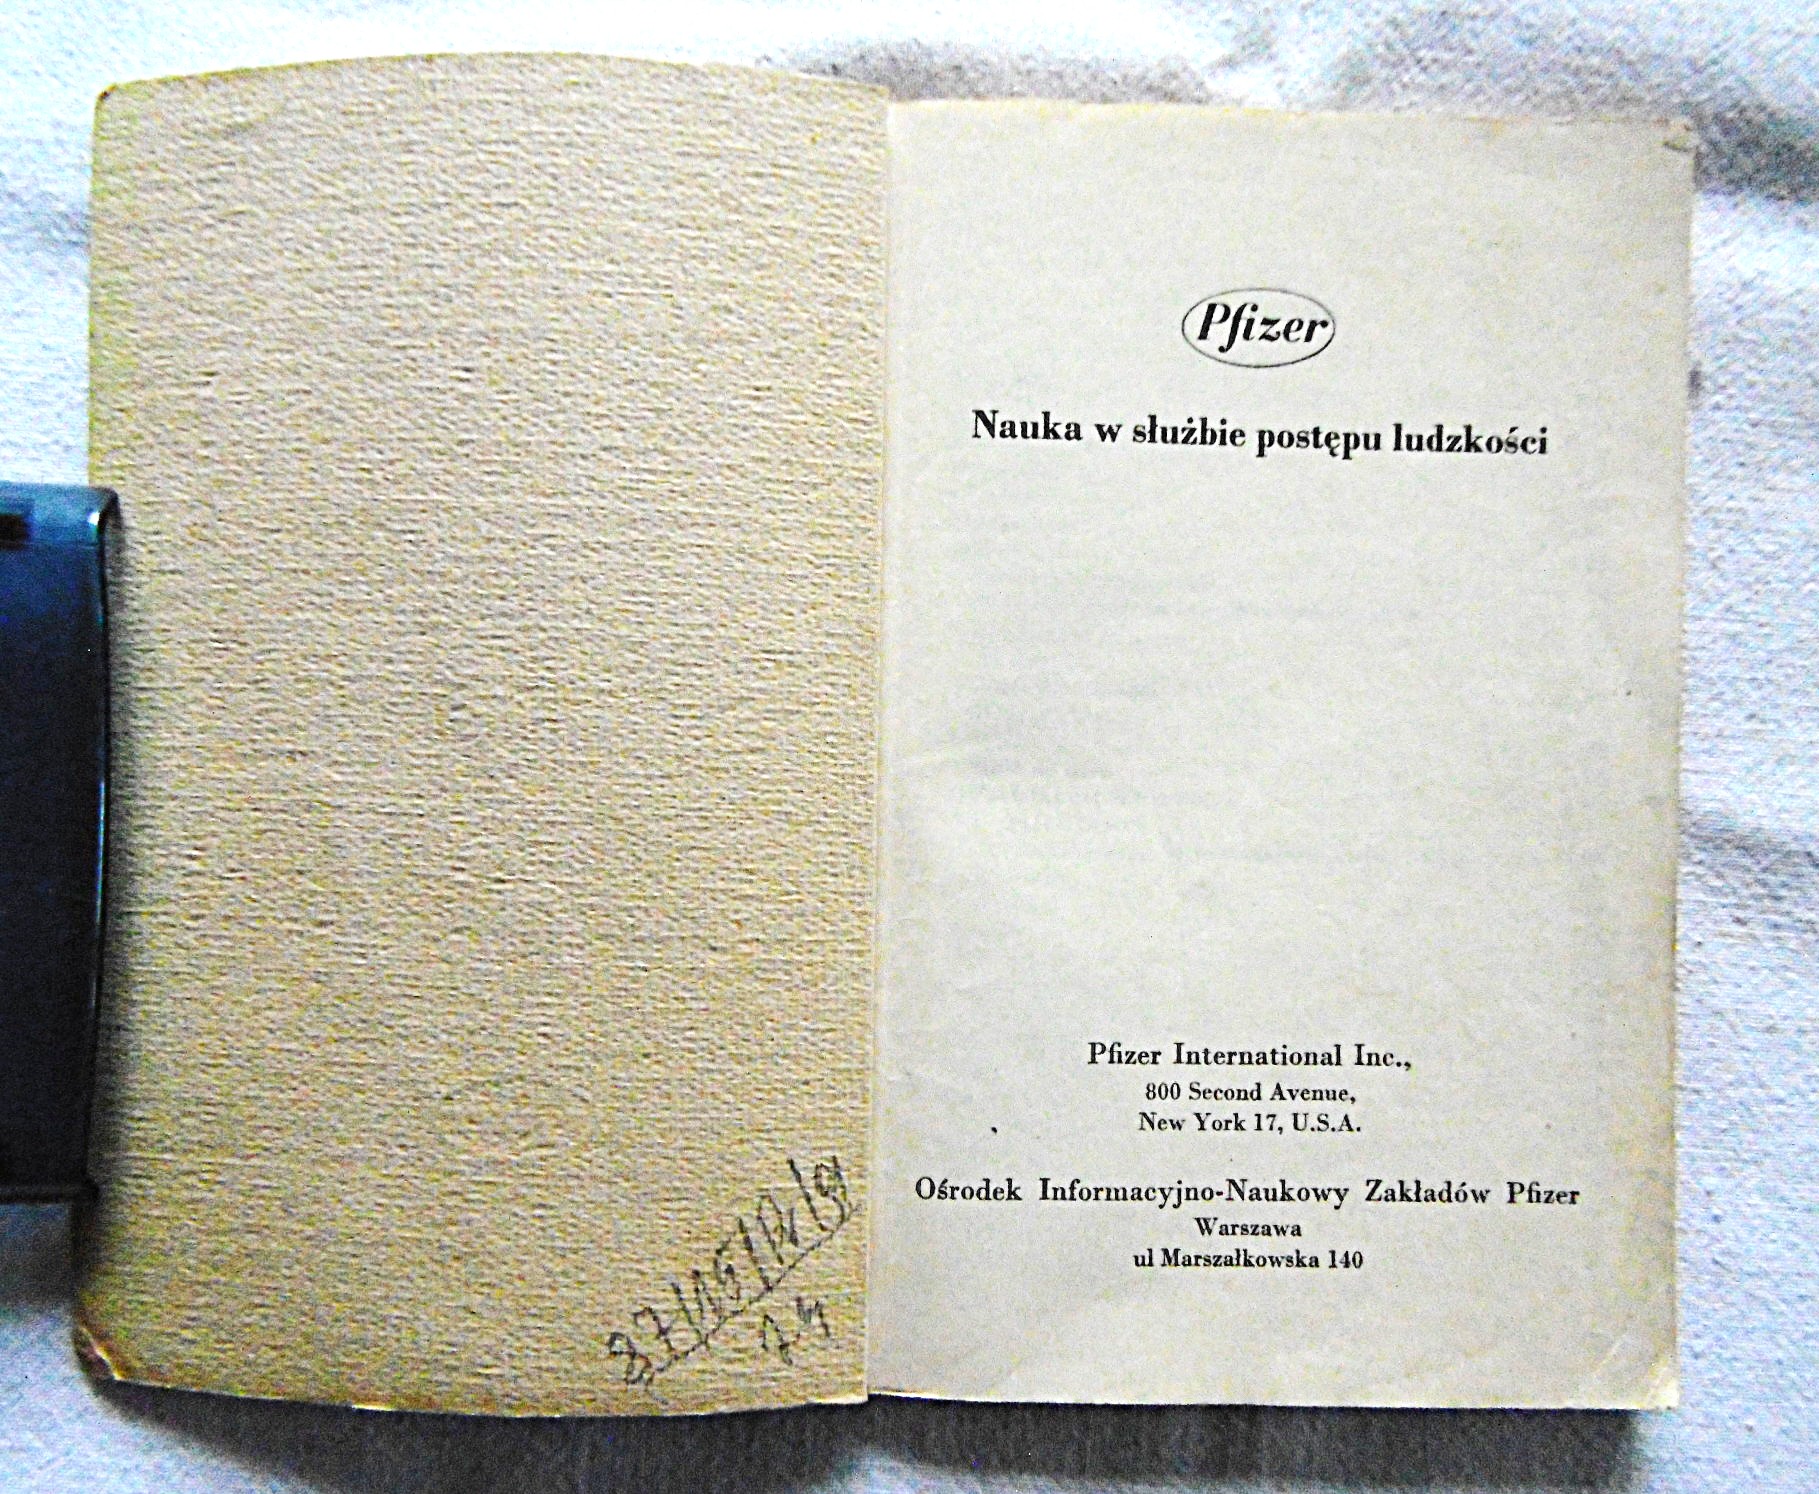 Pfizer
Nauka w służbie postępu ludzkości
Pfizer International Inc.,
800 Second Avenue,
New York 17, U.S.A.
Ośrodek Informacyjno-Naukowy Zakładów Pfizer
Warszawa
ul Marszałkowska 140